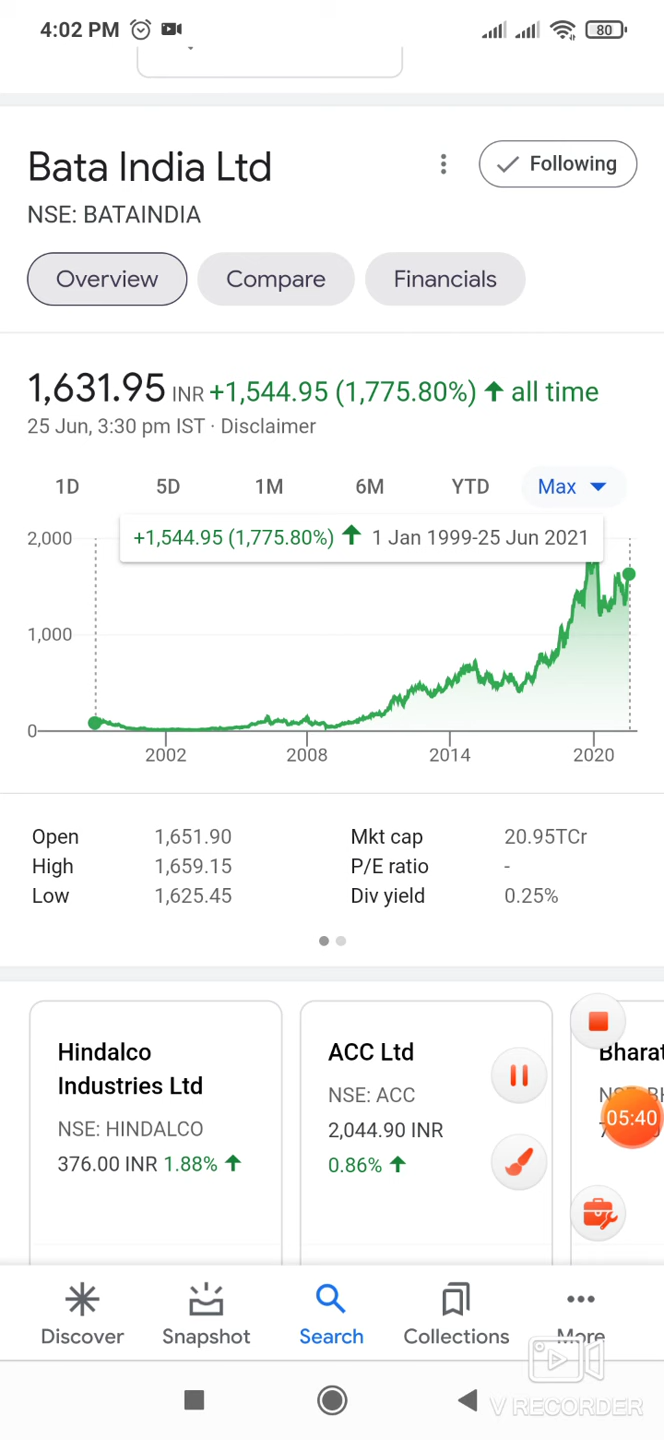 4:02 PM
80
Bata India Ltd
Following
NSE: BATAINDIA
Overview
Compare
Financials
1,631.95 INR +1,544.95 (1,775.80%) ↑ all time
25 Jun, 3:30 pm IST · Disclaimer
1D 5D 1M 6M YTD Max
+1,544.95 (1,775.80%) ↑ 1 Jan 1999-25 Jun 2021
2,000
1,000
0
2002 2008 2014 2020
Open 1,651.90 Mkt cap 20.95TCr
High 1,659.15 P/E ratio -
Low 1,625.45 Div yield 0.25%
Hindalco
Industries Ltd
NSE: HINDALCO
376.00 INR 1.88% ↑
ACC Ltd
NSE: ACC
2,044.90 INR
0.86% ↑
Bharat
05:40
Discover Snapshot Search Collections More
V RECORDER